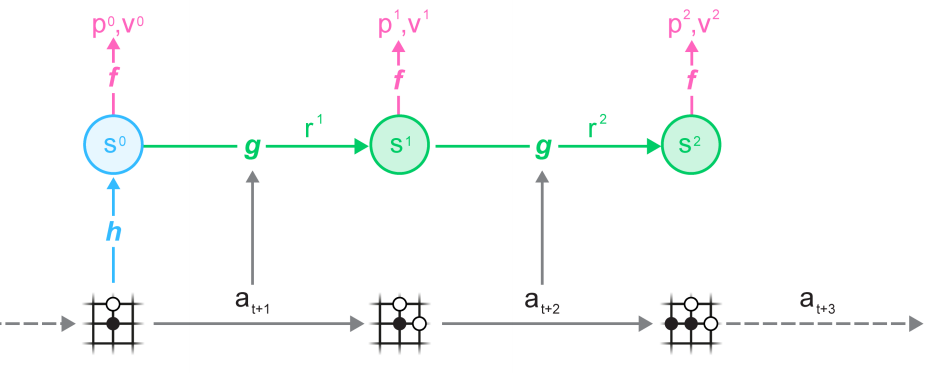 p⁰,v⁰ p¹,v¹ p²,v²
f f f
s⁰ g r¹ s¹ g r² s²
h
aₜ₊₁ aₜ₊₂ aₜ₊₃